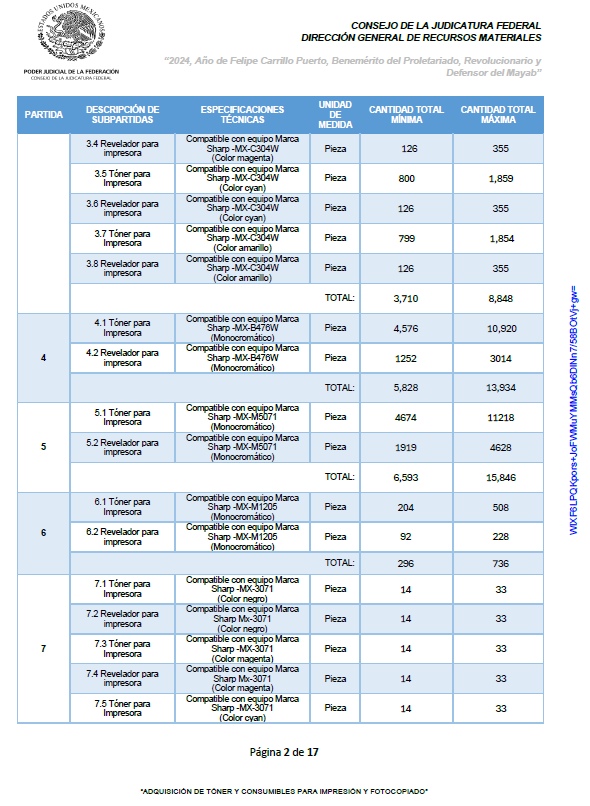 ESTADOS UNIDOS MEXICANOS
PODER JUDICIAL DE LA FEDERACIÓN
CONSEJO DE LA JUDICATURA FEDERAL
CONSEJO DE LA JUDICATURA FEDERAL
DIRECCIÓN GENERAL DE RECURSOS MATERIALES
"2024, Año de Felipe Carrillo Puerto, Benemérito del Proletariado, Revolucionario y
Defensor del Mayab"
PARTIDA DESCRIPCIÓN DE SUBPARTIDAS ESPECIFICACIONES TÉCNICAS UNIDAD DE MEDIDA CANTIDAD TOTAL MÍNIMA CANTIDAD TOTAL MÁXIMA
3.4 Revelador para impresora Compatible con equipo Marca Sharp -MX-C304W (Color magenta) Pieza 126 355
3.5 Tóner para Impresora Compatible con equipo Marca Sharp -MX-C304W (Color cyan) Pieza 800 1,859
3.6 Revelador para impresora Compatible con equipo Marca Sharp -MX-C304W (Color cyan) Pieza 126 355
3.7 Tóner para Impresora Compatible con equipo Marca Sharp -MX-C304W (Color amarillo) Pieza 799 1,854
3.8 Revelador para impresora Compatible con equipo Marca Sharp -MX-C304W (Color amarillo) Pieza 126 355
TOTAL: 3,710 8,848
4
4.1 Tóner para Impresora Compatible con equipo Marca Sharp -MX-B476W (Monocromático) Pieza 4,576 10,920
4.2 Revelador para impresora Compatible con equipo Marca Sharp -MX-B476W (Monocromático) Pieza 1252 3014
TOTAL: 5,828 13,934
5
5.1 Tóner para Impresora Compatible con equipo Marca Sharp -MX-M5071 (Monocromático) Pieza 4674 11218
5.2 Revelador para impresora Compatible con equipo Marca Sharp -MX-M5071 (Monocromático) Pieza 1919 4628
TOTAL: 6,593 15,846
6
6.1 Tóner para Impresora Compatible con equipo Marca Sharp -MX-M1205 (Monocromático) Pieza 204 508
6.2 Revelador para impresora Compatible con equipo Marca Sharp -MX-M1205 (Monocromático) Pieza 92 228
TOTAL: 296 736
7
7.1 Tóner para Impresora Compatible con equipo Marca Sharp -MX-3071 (Color negro) Pieza 14 33
7.2 Revelador para impresora Compatible con equipo Marca Sharp Mx-3071 (Color negro) Pieza 14 33
7.3 Tóner para Impresora Compatible con equipo Marca Sharp -MX-3071 (Color magenta) Pieza 14 33
7.4 Revelador para impresora Compatible con equipo Marca Sharp Mx-3071 (Color magenta) Pieza 14 33
7.5 Tóner para Impresora Compatible con equipo Marca Sharp -MX-3071 (Color cyan) Pieza 14 33
Página 2 de 17
"ADQUISICIÓN DE TÓNER Y CONSUMIBLES PARA IMPRESIÓN Y FOTOCOPIADO"